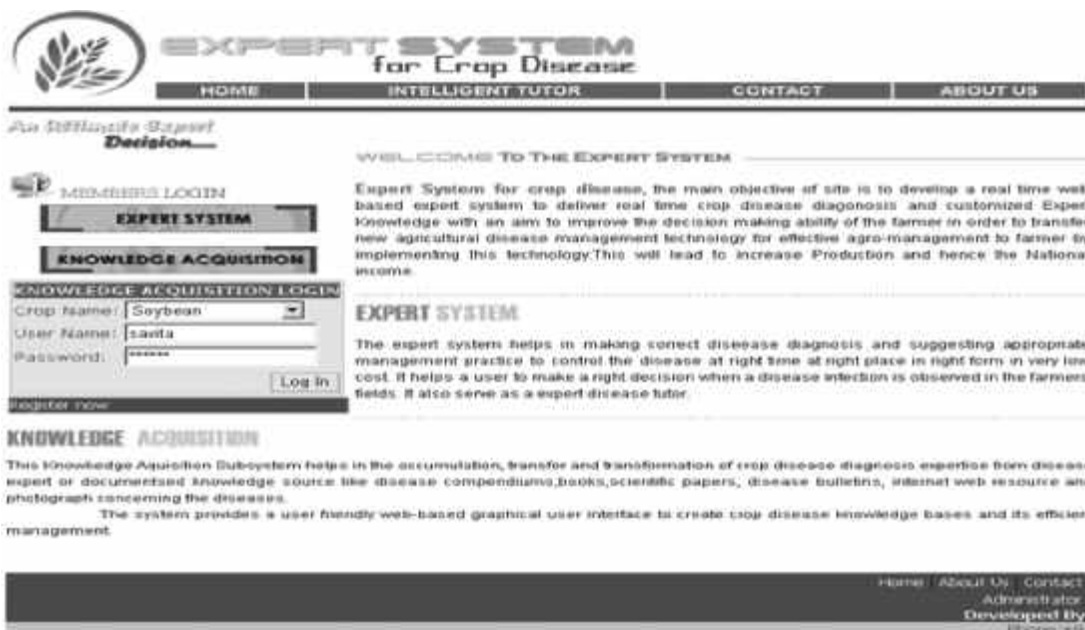 EXPERT SYSTEM
for Crop Disease
HOME
INTELLIGENT TUTOR
CONTACT
ABOUT US
An Expert
Decision....
WELCOME TO THE EXPERT SYSTEM
MEMBERS LOGIN
EXPERT SYSTEM
KNOWLEDGE ACQUISITION
KNOWLEDGE ACQUISITION LOGIN
Crop Name: Soybean
User Name: savita
Password: ******
Log In
Register now
Expert System for crop disease, the main objective of site is to develop a real time web
based expert system to deliver real time crop disease diagonosis and customized Exper
Knowledge with an aim to improve the decision making ability of the farmer in order to transfe
new agricultural disease management technology for effective agro-management to farmer
implementing this technology.This will lead to increase Production and hence the Nationa
income.
EXPERT SYSTEM
The expert system helps in making correct disease diagnosis and suggesting appropriate
management practice to control the disease at right time at right place in right form in very low
cost. It helps a user to make a right decision when a disease infection is observed in the farmers
fields. It also serve as a expert disease tutor.
KNOWLEDGE ACQUISITION
This Knowledge Aquisition Subsystem helps in the accumulation, transfer and transformation of crop disease diagnosis expertise from diseas
expert or documentsed knowledge source like disease compendiums,books,scientific papers, disease bulletins, internet web resource an
photograph concerning the diseases.
The system provides a user friendly web-based graphical user interface to create crop disease knowledge bases and its efficien
management.
Home About Us Contact
Administrator
Developed By